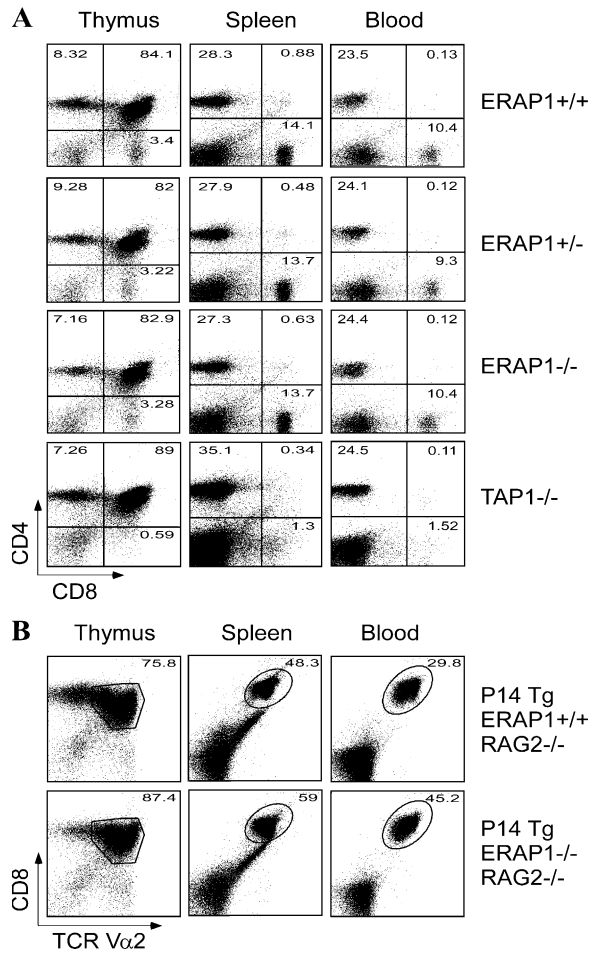 A
Thymus Spleen Blood
8.32 84.1 28.3 0.88 23.5 0.13
ERAP1+/+
3.4 14.1 10.4
9.28 82 27.9 0.48 24.1 0.12
ERAP1+/-
3.22 13.7 9.3
7.16 82.9 27.3 0.63 24.4 0.12
ERAP1-/-
3.28 13.7 10.4
7.26 89 35.1 0.34 24.5 0.11
TAP1-/-
0.59 1.3 1.52
CD4
CD8
B
Thymus Spleen Blood
75.8 48.3 29.8
P14 Tg
ERAP1+/+
RAG2-/-
87.4 59 45.2
P14 Tg
ERAP1-/-
RAG2-/-
CD8
TCR Vα2